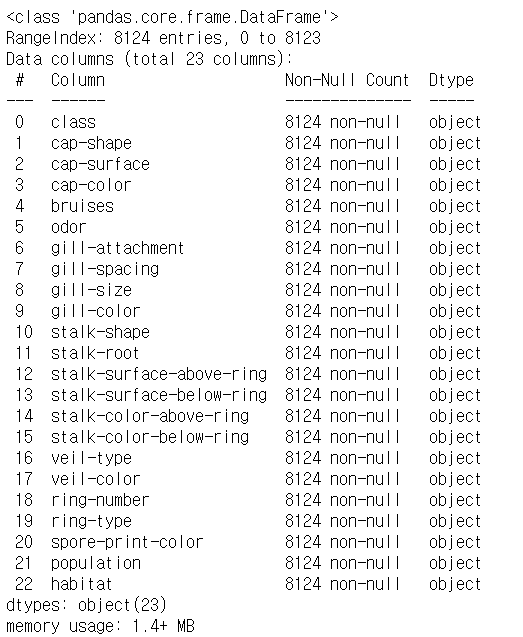 <class 'pandas.core.frame.DataFrame'>
RangeIndex: 8124 entries, 0 to 8123
Data columns (total 23 columns):
 #   Column                    Non-Null Count  Dtype
---  ------                    --------------  -----
 0   class                     8124 non-null   object
 1   cap-shape                 8124 non-null   object
 2   cap-surface               8124 non-null   object
 3   cap-color                 8124 non-null   object
 4   bruises                   8124 non-null   object
 5   odor                      8124 non-null   object
 6   gill-attachment           8124 non-null   object
 7   gill-spacing              8124 non-null   object
 8   gill-size                 8124 non-null   object
 9   gill-color                8124 non-null   object
 10  stalk-shape               8124 non-null   object
 11  stalk-root                8124 non-null   object
 12  stalk-surface-above-ring  8124 non-null   object
 13  stalk-surface-below-ring  8124 non-null   object
 14  stalk-color-above-ring    8124 non-null   object
 15  stalk-color-below-ring    8124 non-null   object
 16  veil-type                 8124 non-null   object
 17  veil-color                8124 non-null   object
 18  ring-number               8124 non-null   object
 19  ring-type                 8124 non-null   object
 20  spore-print-color         8124 non-null   object
 21  population                8124 non-null   object
 22  habitat                   8124 non-null   object
dtypes: object(23)
memory usage: 1.4+ MB